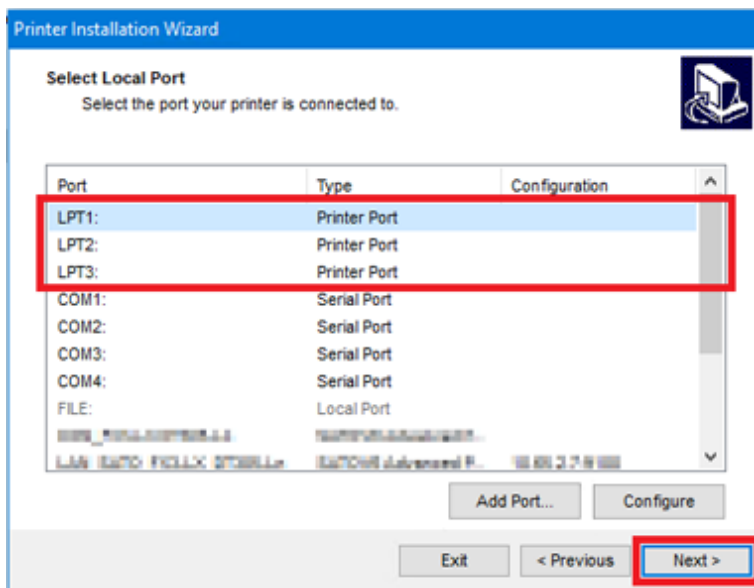 Printer Installation Wizard
Select Local Port
Select the port your printer is connected to.
Port Type Configuration
LPT1: Printer Port
LPT2: Printer Port
LPT3: Printer Port
COM1: Serial Port
COM2: Serial Port
COM3: Serial Port
COM4: Serial Port
FILE: Local Port
Add Port... Configure
Exit < Previous Next >